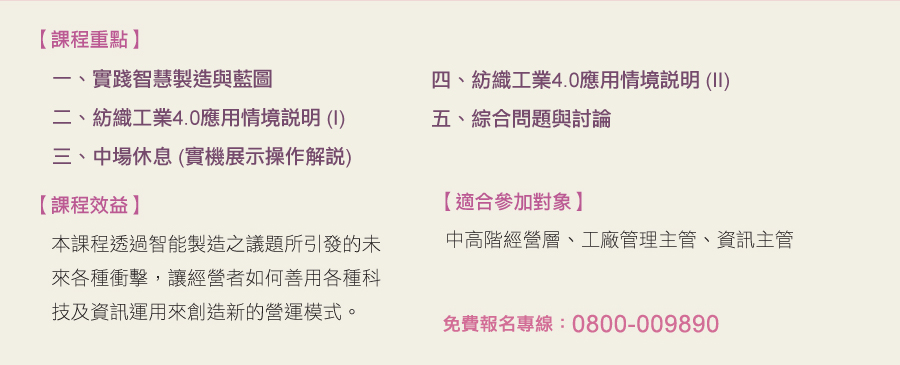 【課程重點】
一、實踐智慧製造與藍圖
二、紡織工業4.0應用情境說明 (I)
三、中場休息 (實機展示操作解說)
四、紡織工業4.0應用情境說明 (II)
五、綜合問題與討論
【課程效益】
本課程透過智能製造之議題所引發的未
來各種衝擊，讓經營者如何善用各種科
技及資訊運用來創造新的營運模式。
【適合參加對象】
中高階經營層、工廠管理主管、資訊主管
免費報名專線：0800-009890